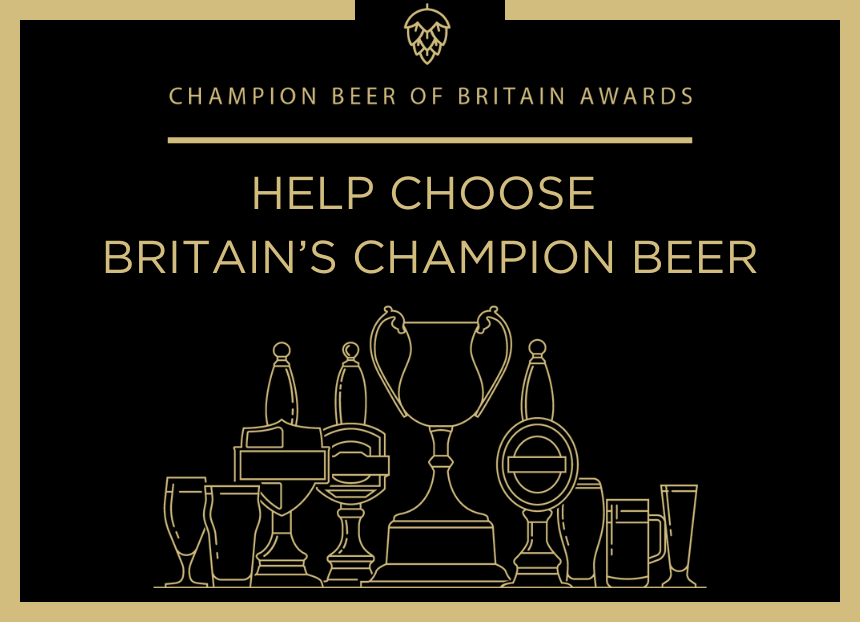 CHAMPION BEER OF BRITAIN AWARDS
HELP CHOOSE
BRITAIN’S CHAMPION BEER